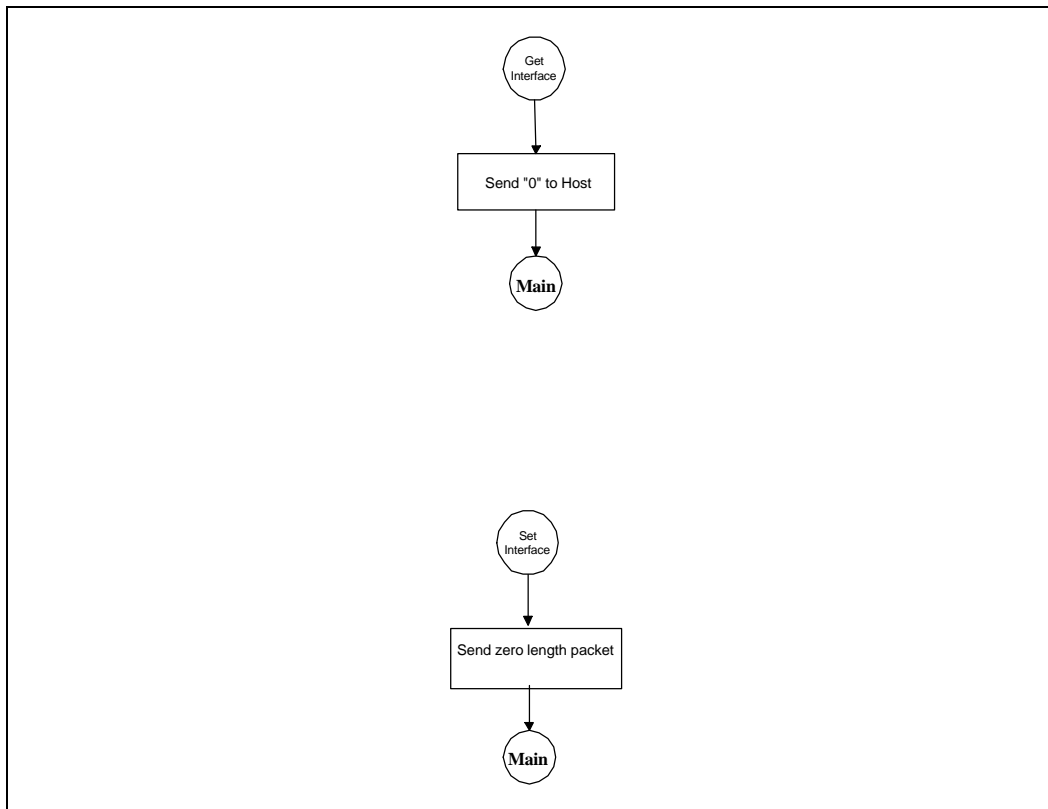 Get
Interface
Send "0" to Host
Main
Set
Interface
Send zero length packet
Main